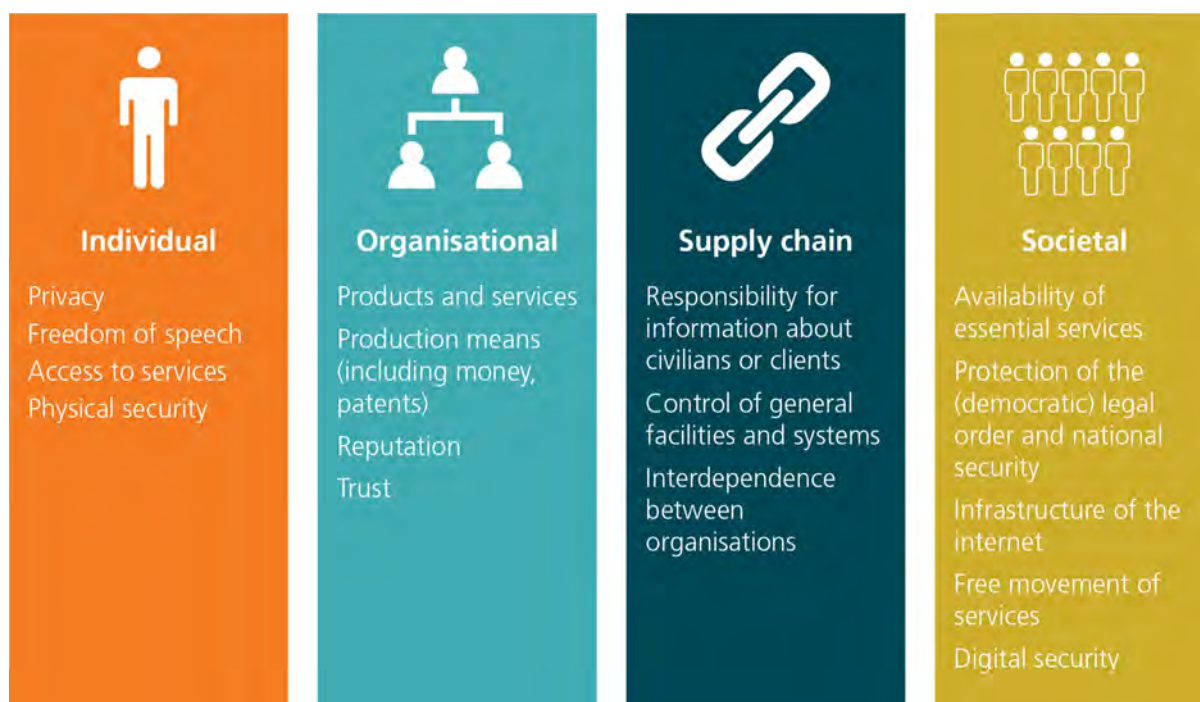 Individual
Privacy
Freedom of speech
Access to services
Physical security
Organisational
Products and services
Production means
(including money,
patents)
Reputation
Trust
Supply chain
Responsibility for
information about
civilians or clients
Control of general
facilities and systems
Interdependence
between
organisations
Societal
Availability of
essential services
Protection of the
(democratic) legal
order and national
security
Infrastructure of the
internet
Free movement of
services
Digital security